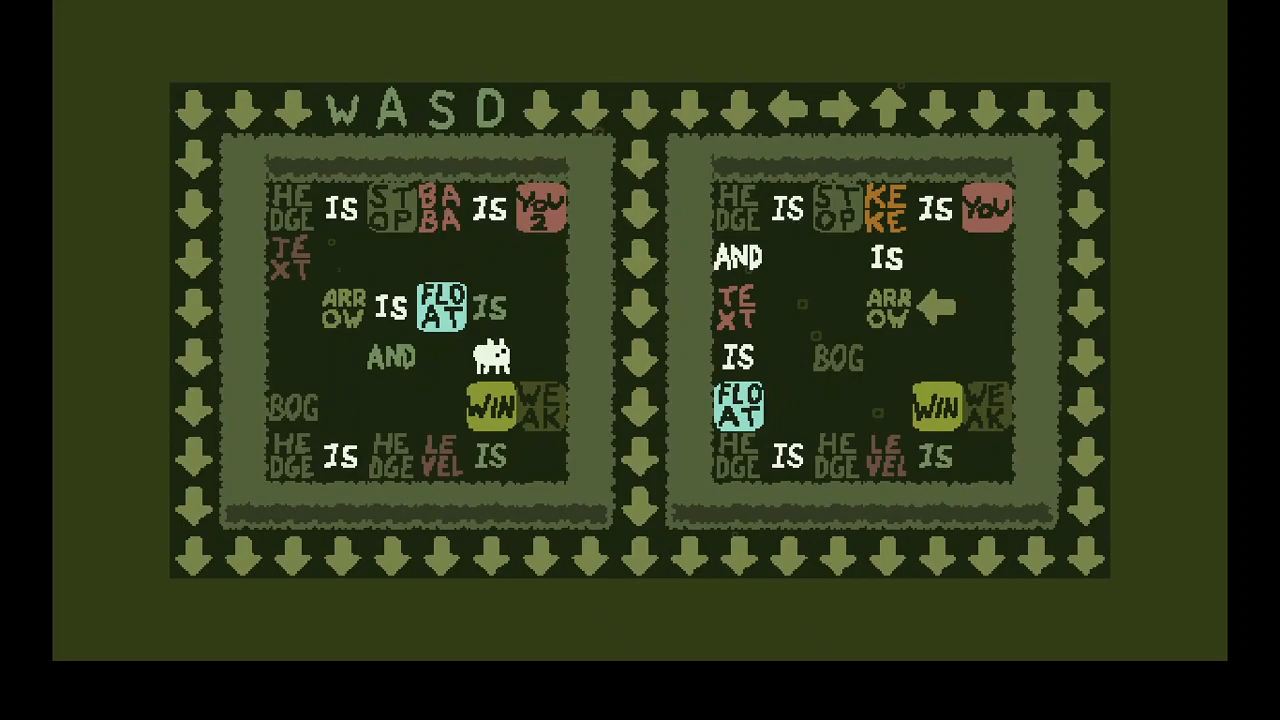 WASD
HEDGE IS STOP BABA IS YOU2 HEDGE IS STOP KEKE IS YOU
TEXT AND IS
ARROW IS FLOAT IS TEXT ARROW
AND IS BOG
BOG WIN WEAK FLOAT WIN WEAK
HEDGE IS HEDGE LEVEL IS HEDGE IS HEDGE LEVEL IS